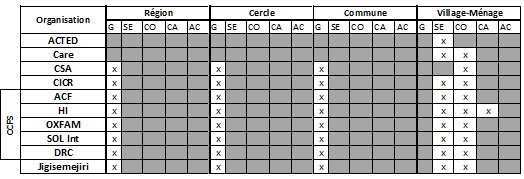 Organisation Région Cercle Commune Village-Ménage
G SE CO CA AC G SE CO CA AC G SE CO CA AC G SE CO CA AC
ACTED x
Care x x
CSA x x x x
CICR x x x x x
CCPS
ACF x x x x x
HI x x x x x x
OXFAM x x x x x
SOL Int x x x x x
DRC x x x x x
Jigisemejiri x x x x x